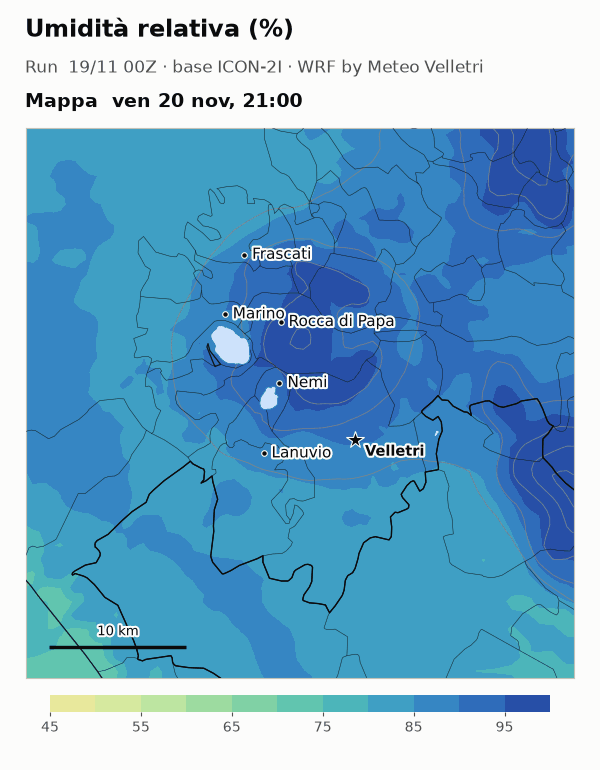 Umidità relativa (%)
Run  19/11 00Z · base ICON-2I · WRF by Meteo Velletri
Mappa  ven 20 nov, 21:00
Frascati
Marino
Rocca di Papa
Nemi
Velletri
Lanuvio
10 km
45 55 65 75 85 95